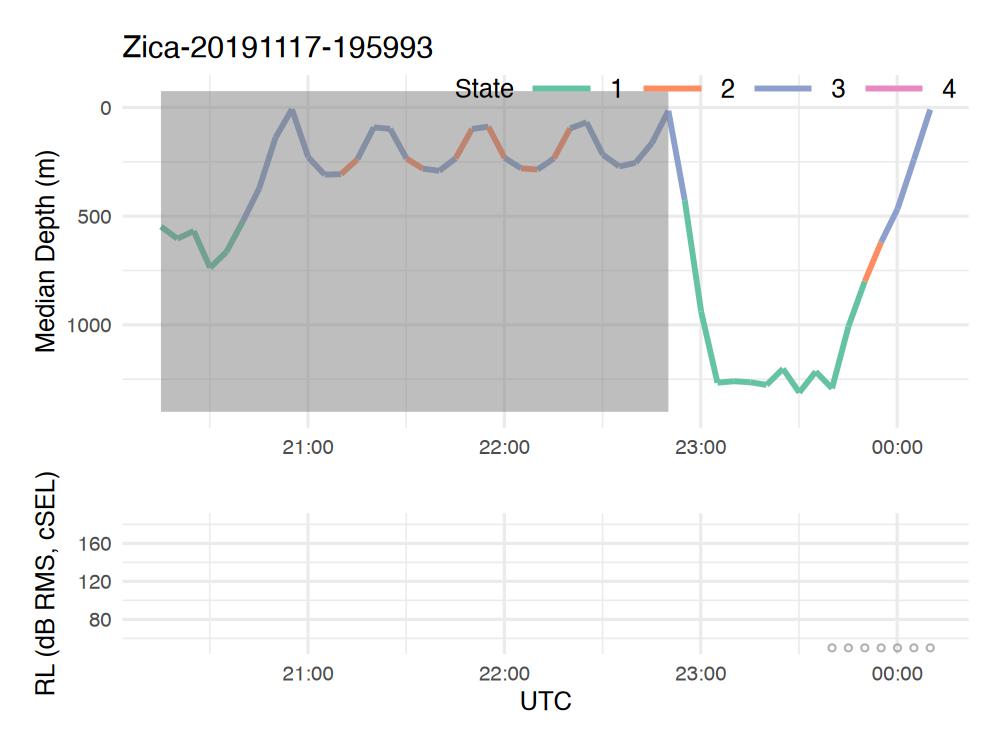 Zica-20191117-195993
State 1 2 3 4
Median Depth (m)
0
500
1000
21:00 22:00 23:00 00:00
RL (dB RMS, cSEL)
160
120
80
21:00 22:00 23:00 00:00
UTC